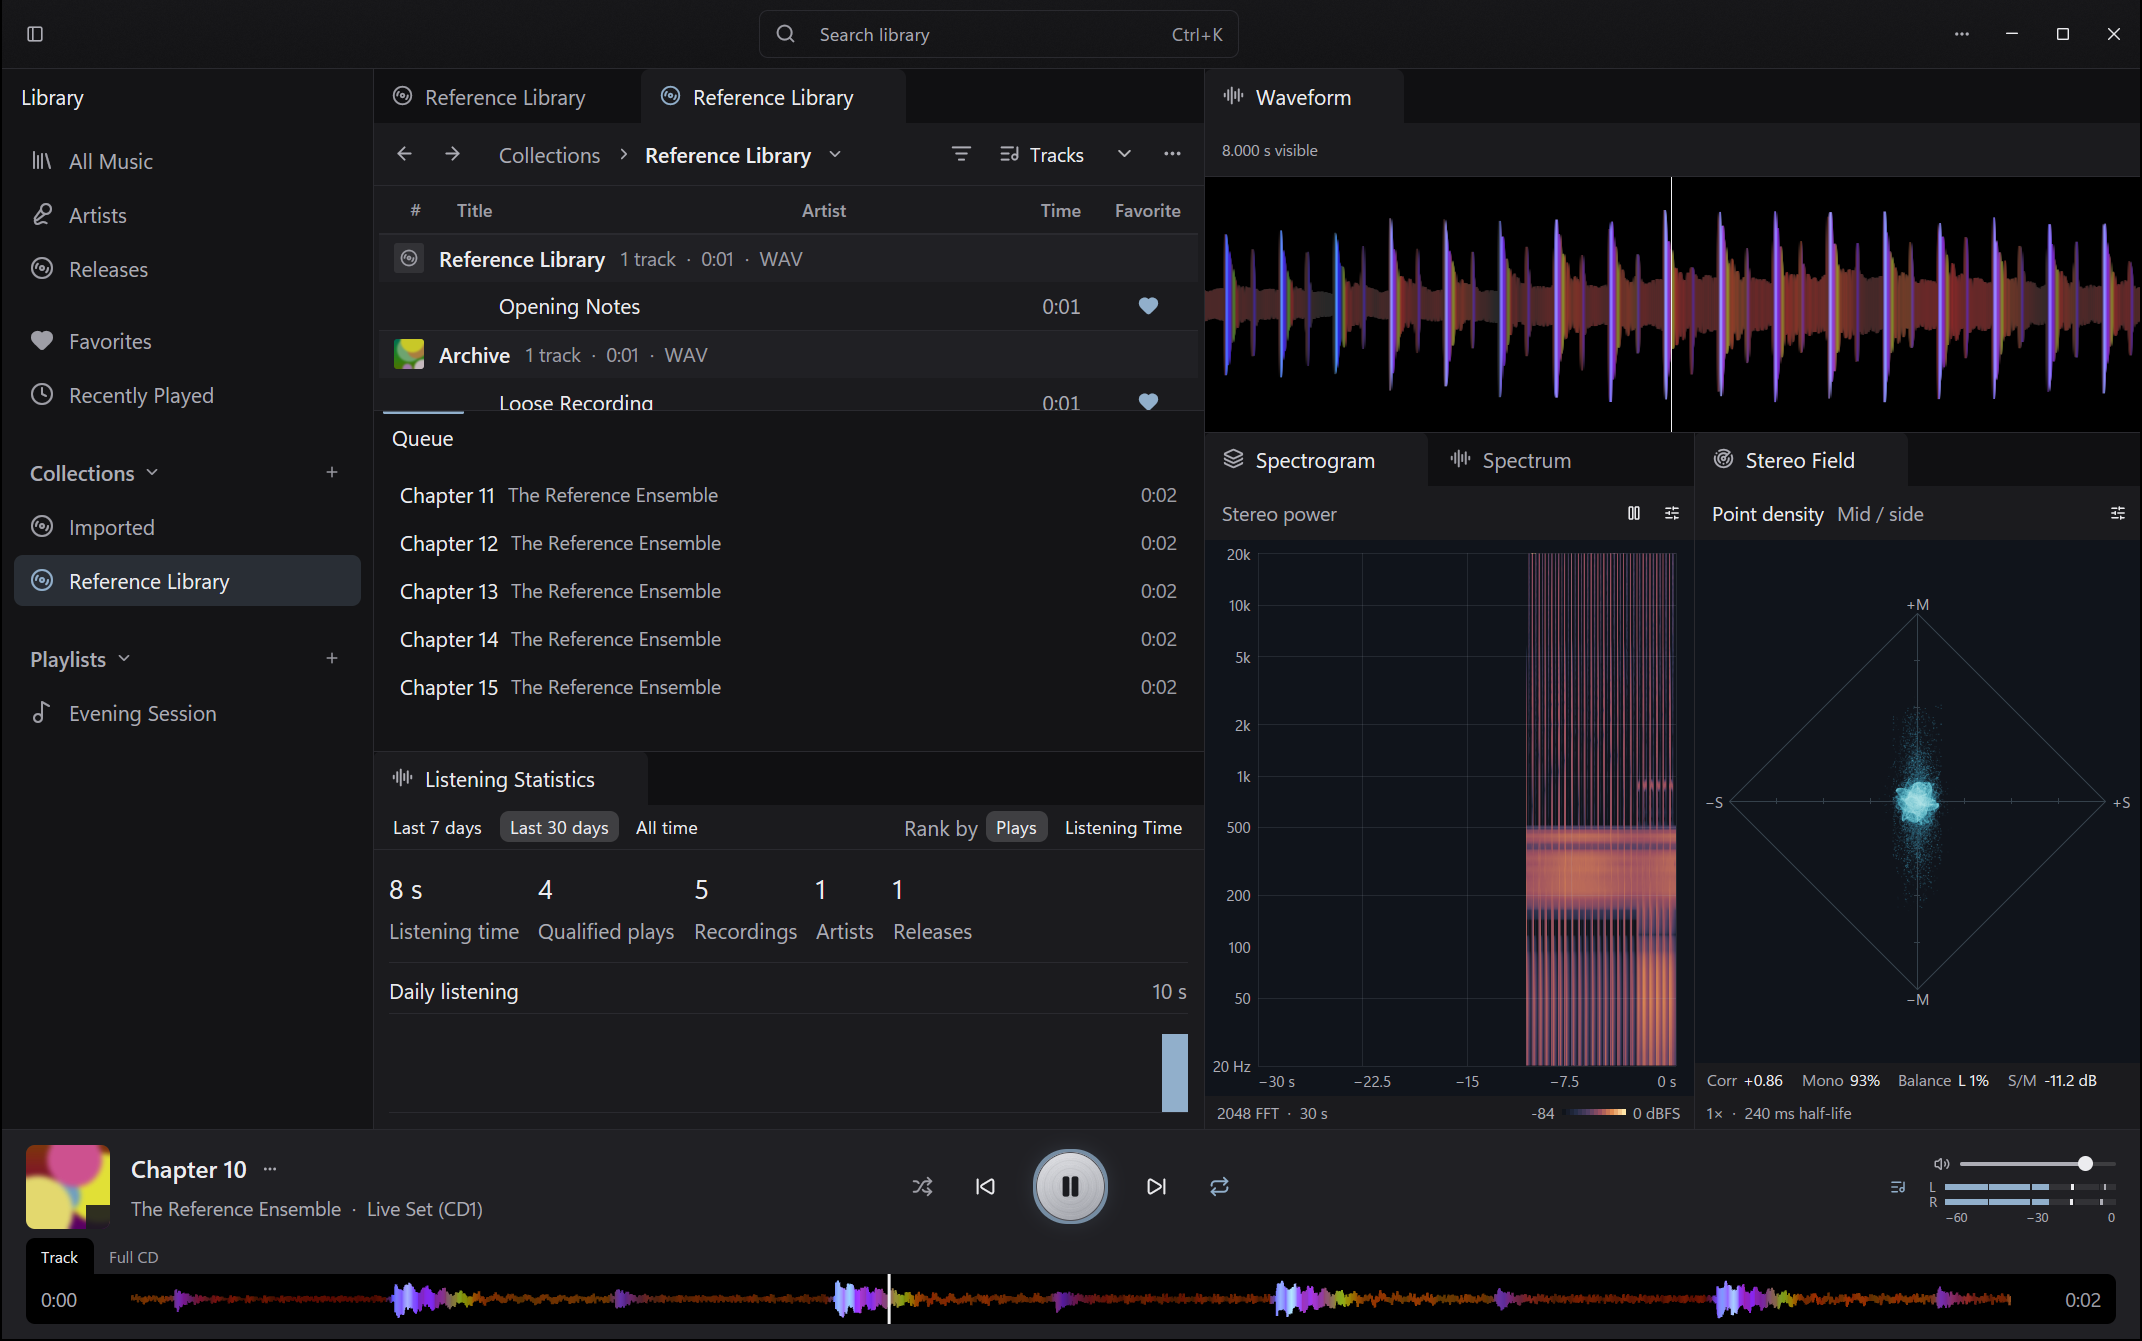 Search library Ctrl+K
Library
All Music
Artists
Releases
Favorites
Recently Played
Collections
Imported
Reference Library
Playlists
Evening Session
Reference Library
Reference Library
Collections Reference Library Tracks
# Title Artist Time Favorite
Reference Library 1 track · 0:01 · WAV
Opening Notes 0:01
Archive 1 track · 0:01 · WAV
Loose Recording 0:01
Queue
Chapter 11 The Reference Ensemble 0:02
Chapter 12 The Reference Ensemble 0:02
Chapter 13 The Reference Ensemble 0:02
Chapter 14 The Reference Ensemble 0:02
Chapter 15 The Reference Ensemble 0:02
Listening Statistics
Last 7 days Last 30 days All time Rank by Plays Listening Time
8 s 4 5 1 1
Listening time Qualified plays Recordings Artists Releases
Daily listening 10 s
Waveform
8.000 s visible
Spectrogram Spectrum
Stereo power
20k
10k
5k
2k
1k
500
200
100
50
20 Hz
−30 s −22.5 −15 −7.5 0 s
2048 FFT · 30 s -84 0 dBFS
Stereo Field
Point density Mid / side
+M
−S +S
−M
Corr +0.86 Mono 93% Balance L 1% S/M -11.2 dB
1× · 240 ms half-life
Chapter 10
The Reference Ensemble · Live Set (CD1)
L
R
−60 −30 0
Track Full CD
0:00 0:02